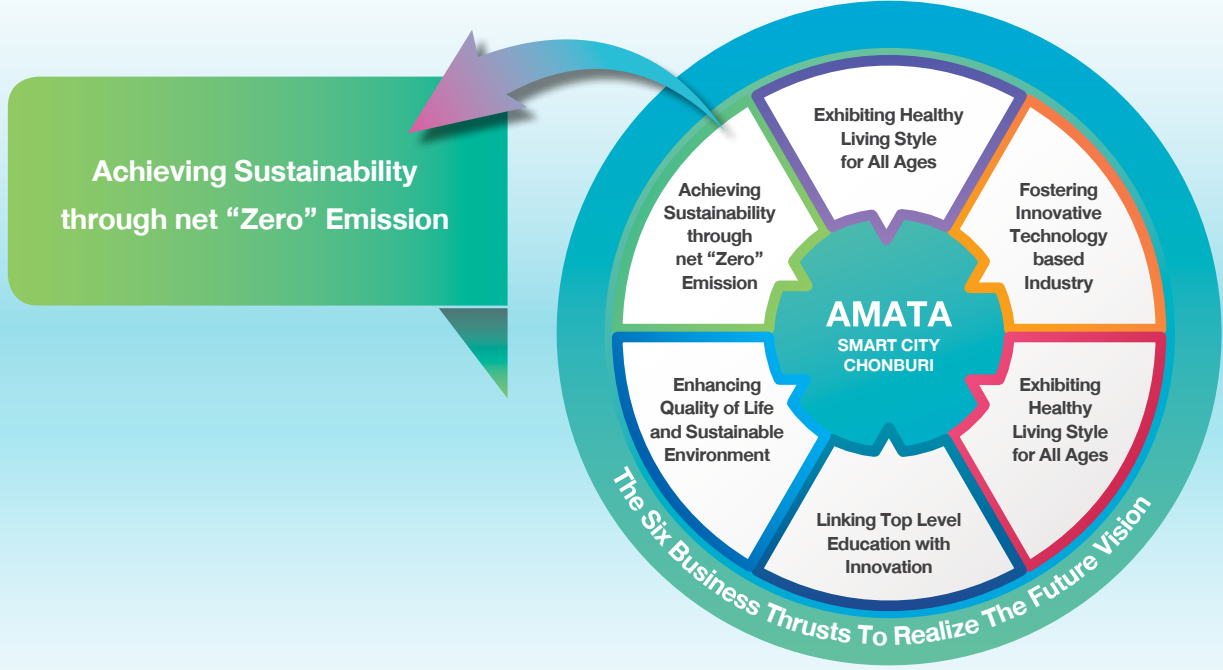 Achieving Sustainability
through net “Zero” Emission
Exhibiting Healthy
Living Style
for All Ages
Achieving
Sustainability
through
net “Zero”
Emission
Fostering
Innovative
Technology
based
Industry
AMATA
SMART CITY
CHONBURI
Enhancing
Quality of Life
and Sustainable
Environment
Exhibiting
Healthy
Living Style
for All Ages
Linking Top Level
Education with
Innovation
The Six Business Thrusts To Realize The Future Vision